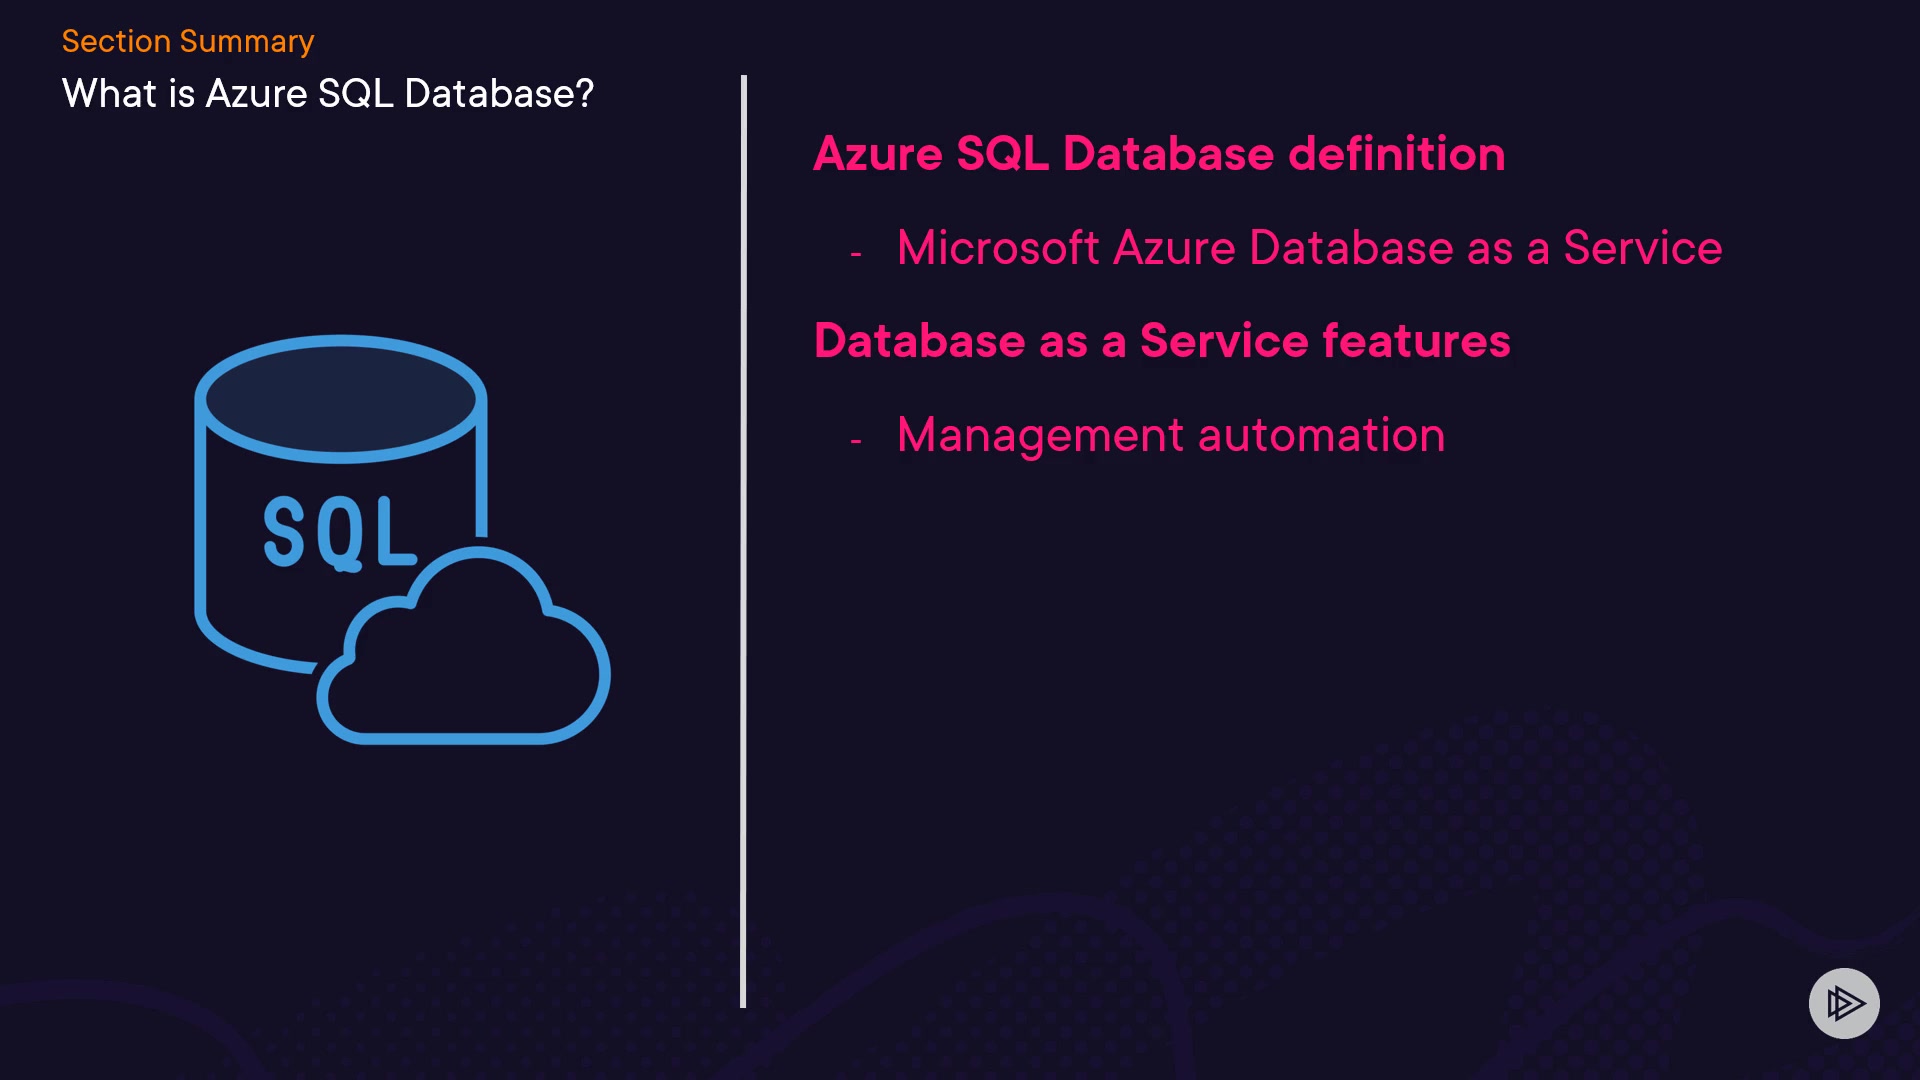 Section Summary
What is Azure SQL Database?
SQL
Azure SQL Database definition
- Microsoft Azure Database as a Service
Database as a Service features
- Management automation